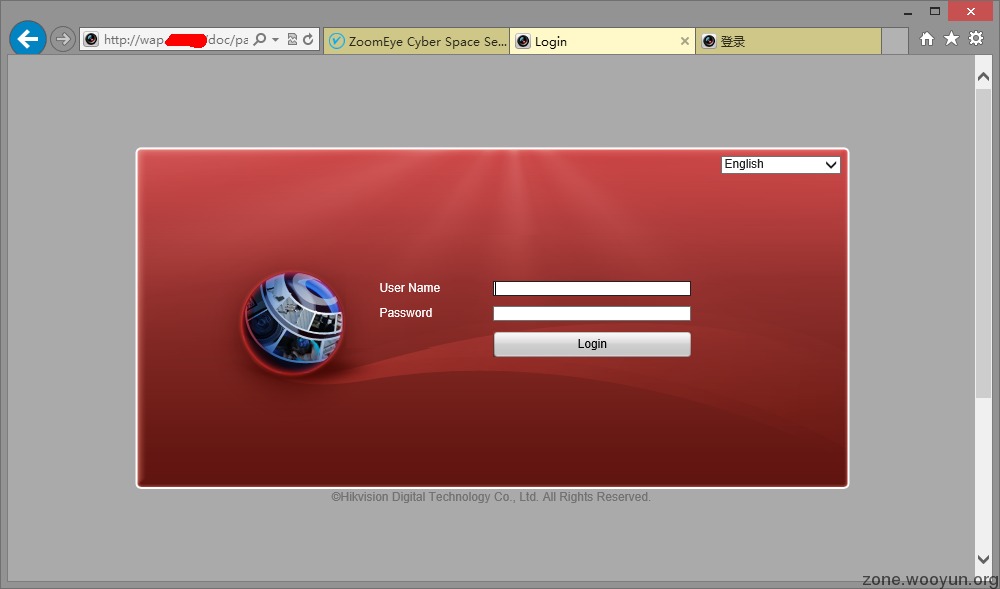 http://wap. /doc/pa
ZoomEye Cyber Space Se...
Login
登录
English
User Name
Password
Login
©Hikvision Digital Technology Co., Ltd. All Rights Reserved.
zone.wooyun.org